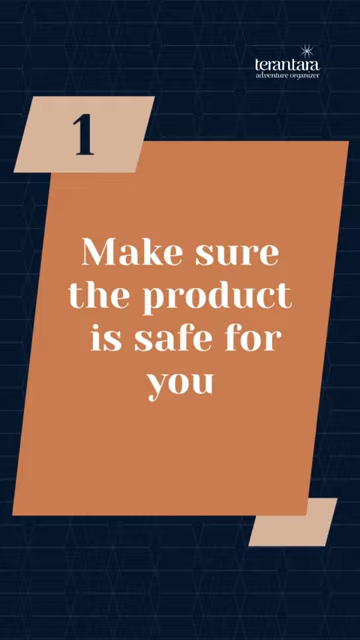 terantara
adventure organizer
1
Make sure
the product
is safe for
you